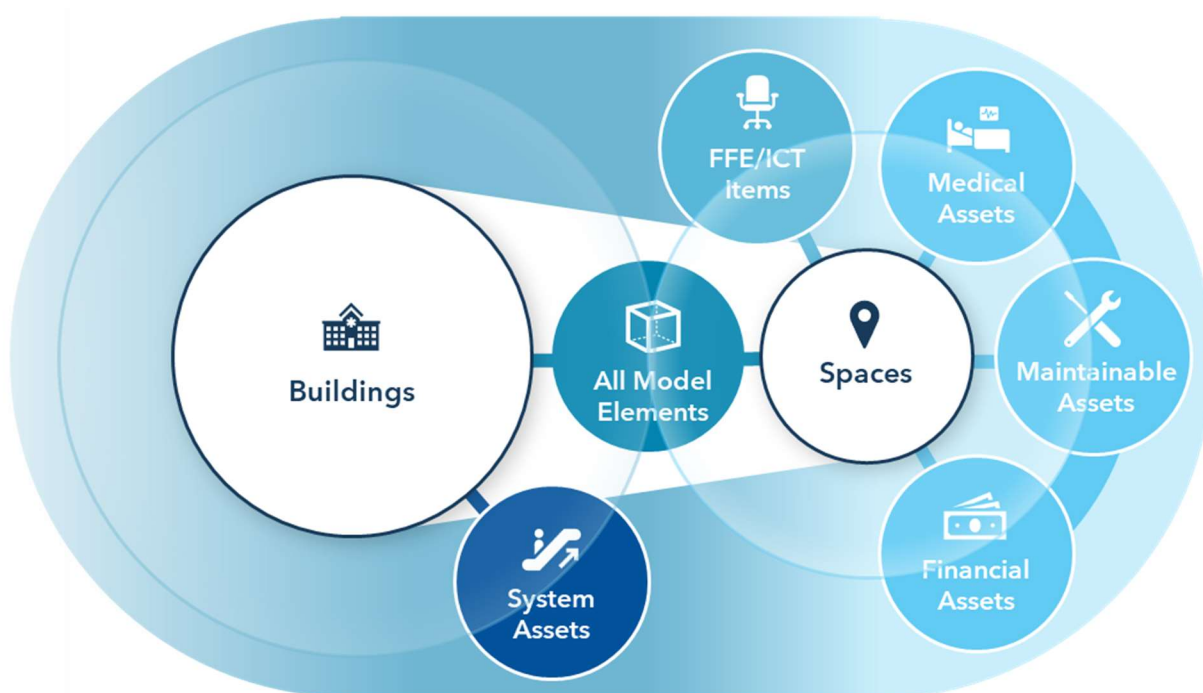 FFE/ICT
items
Medical
Assets
Buildings
All Model
Elements
Spaces
Maintainable
Assets
System
Assets
Financial
Assets